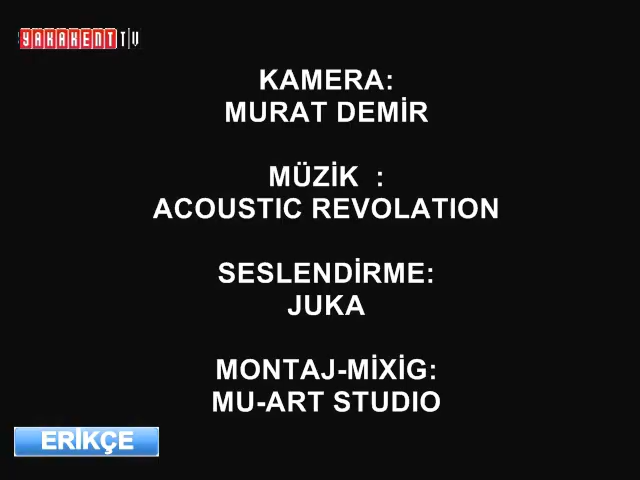 YAKAKENT TV
KAMERA:
MURAT DEMİR
MÜZİK :
ACOUSTIC REVOLATION
SESLENDİRME:
JUKA
MONTAJ-MİXİG:
MU-ART STUDIO
ERİKÇE